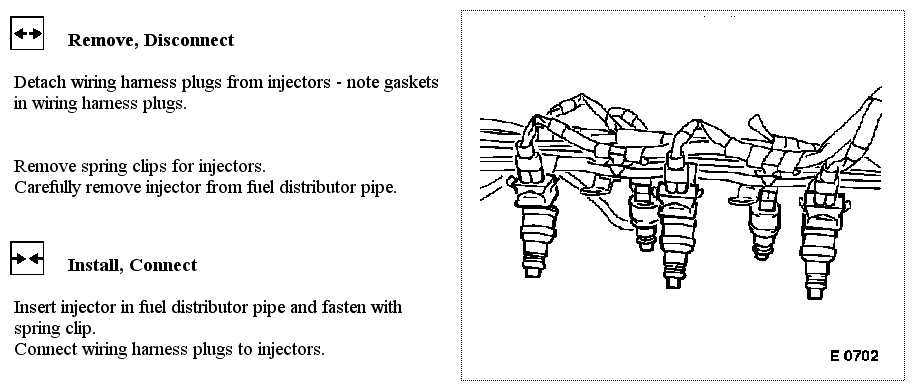 Remove, Disconnect
Detach wiring harness plugs from injectors - note gaskets
in wiring harness plugs.
Remove spring clips for injectors.
Carefully remove injector from fuel distributor pipe.
Install, Connect
Insert injector in fuel distributor pipe and fasten with
spring clip.
Connect wiring harness plugs to injectors.
E 0702